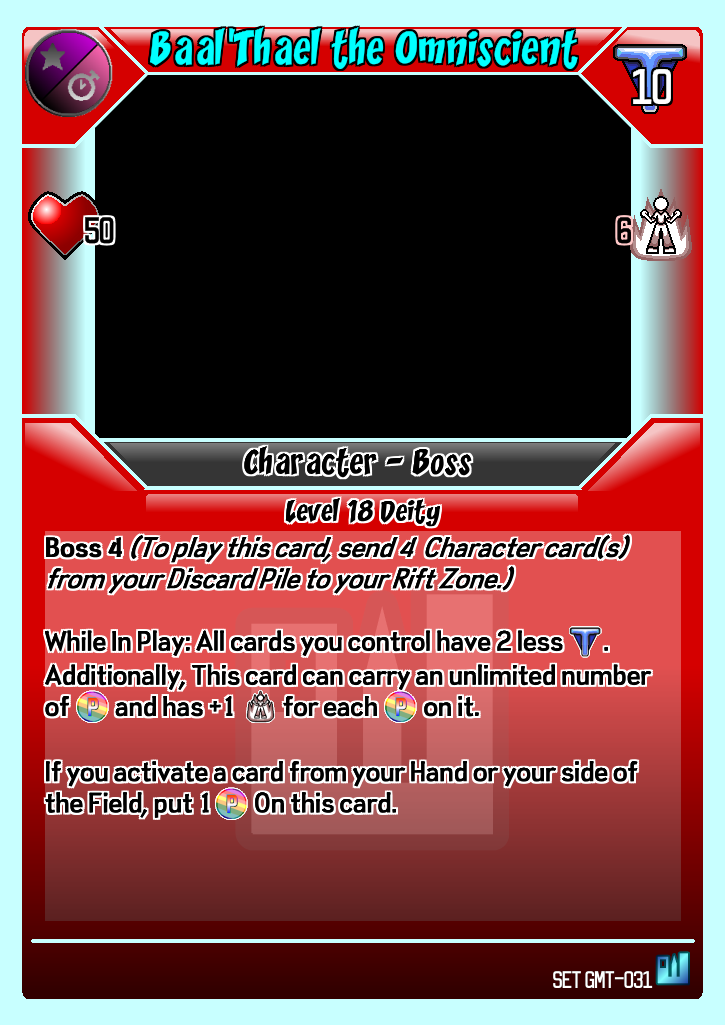 Baal'Thael the Omniscient
10
50
6
Character - Boss
Level 18 Deity
Boss 4 (To play this card, send 4 Character card(s)
from your Discard Pile to your Rift Zone.)
While In Play: All cards you control have 2 less T.
Additionally, This card can carry an unlimited number
of P and has +1 for each P on it.
If you activate a card from your Hand or your side of
the Field, put 1 P On this card.
SET GMT-031